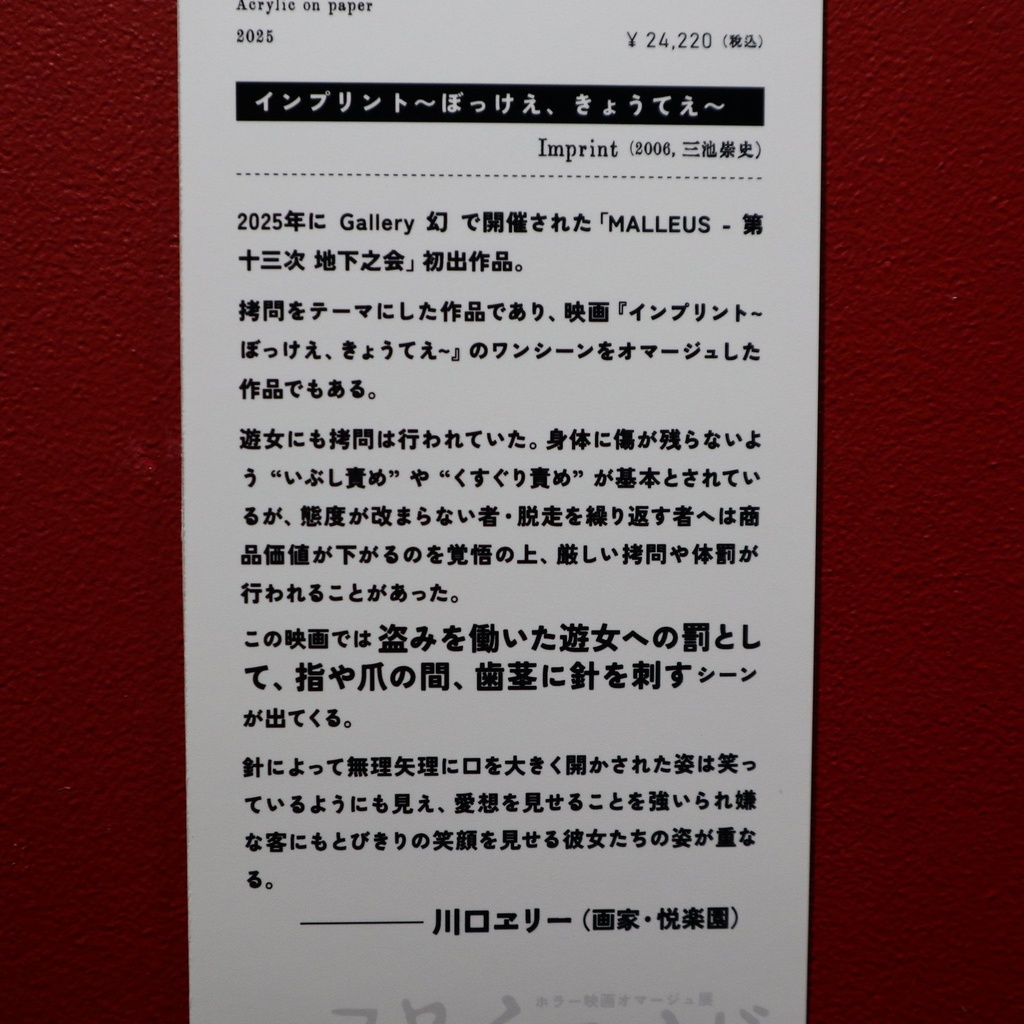 Acrylic on paper
2025
¥ 24,220（税込）
インプリント〜ぼっけえ、きょうてえ〜
Imprint（2006, 三池崇史）
2025年に Gallery 幻 で開催された「MALLEUS - 第
十三次 地下之会」初出作品。
拷問をテーマにした作品であり、映画『インプリント~
ぼっけえ、きょうてえ~』のワンシーンをオマージュした
作品でもある。
遊女にも拷問は行われていた。身体に傷が残らないよ
う “いぶし責め” や “くすぐり責め” が基本とされてい
るが、態度が改まらない者・脱走を繰り返す者へは商
品価値が下がるのを覚悟の上、厳しい拷問や体罰が
行われることがあった。
この映画では 盗みを働いた遊女への罰とし
て、指や爪の間、歯茎に針を刺すシーン
が出てくる。
針によって無理矢理に口を大きく開かされた姿は笑っ
ているようにも見え、愛想を見せることを強いられ嫌
な客にもとびきりの笑顔を見せる彼女たちの姿が重な
る。
――― 川口ヱリー（画家・悦楽園）
ホラー映画オマージュ展